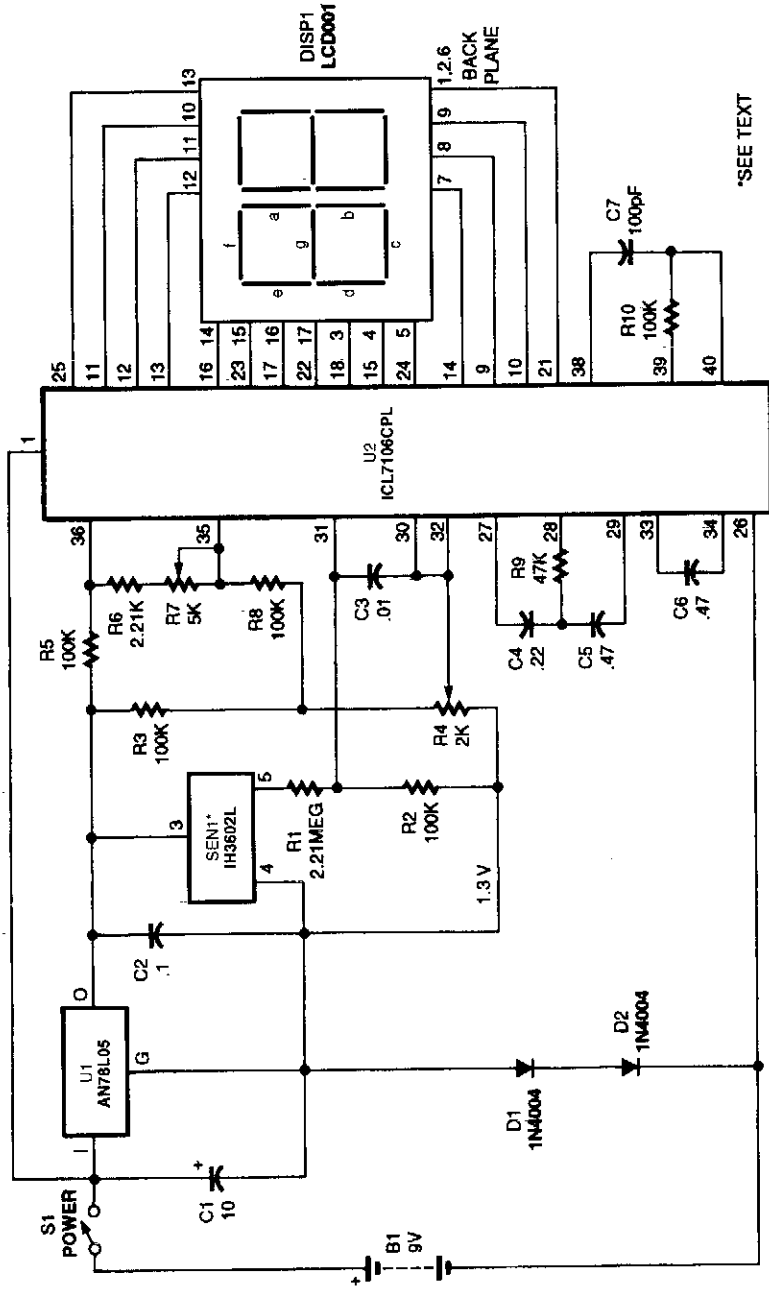 S1
POWER
I
U1
AN78L05
O
G
C1
10
+
C2
.1
B1
9V
+
D1
1N4004
D2
1N4004
3
SEN1*
IH3602L
4
5
R1
2.21MEG
R2
100K
1.3 V
R3
100K
R4
2K
R5
100K
R6
2.21K
R7
5K
R8
100K
C3
.01
C4
.22
R9
47K
C5
.47
C6
.47
1
36
35
31
30
32
27
28
29
33
34
26
U2
ICL7106CPL
25
11
12
13
16
23
17
22
18
15
24
14
9
10
21
38
39
40
14
15
16
17
3
4
5
12
11
10
13
7
8
9
1,2.6
BACK
PLANE
DISP1
LCD001
f
a
g
b
e
d
c
C7
100pF
R10
100K
*SEE TEXT